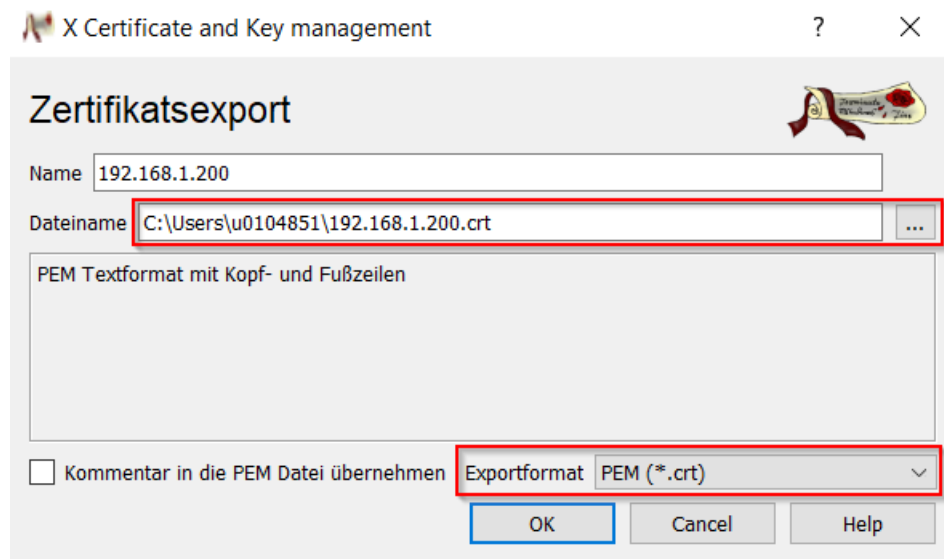 X Certificate and Key management
?
Zertifikatsexport
Name 192.168.1.200
Dateiname C:\Users\u0104851\192.168.1.200.crt ...
PEM Textformat mit Kopf- und Fußzeilen
Kommentar in die PEM Datei übernehmen Exportformat PEM (*.crt)
OK Cancel Help